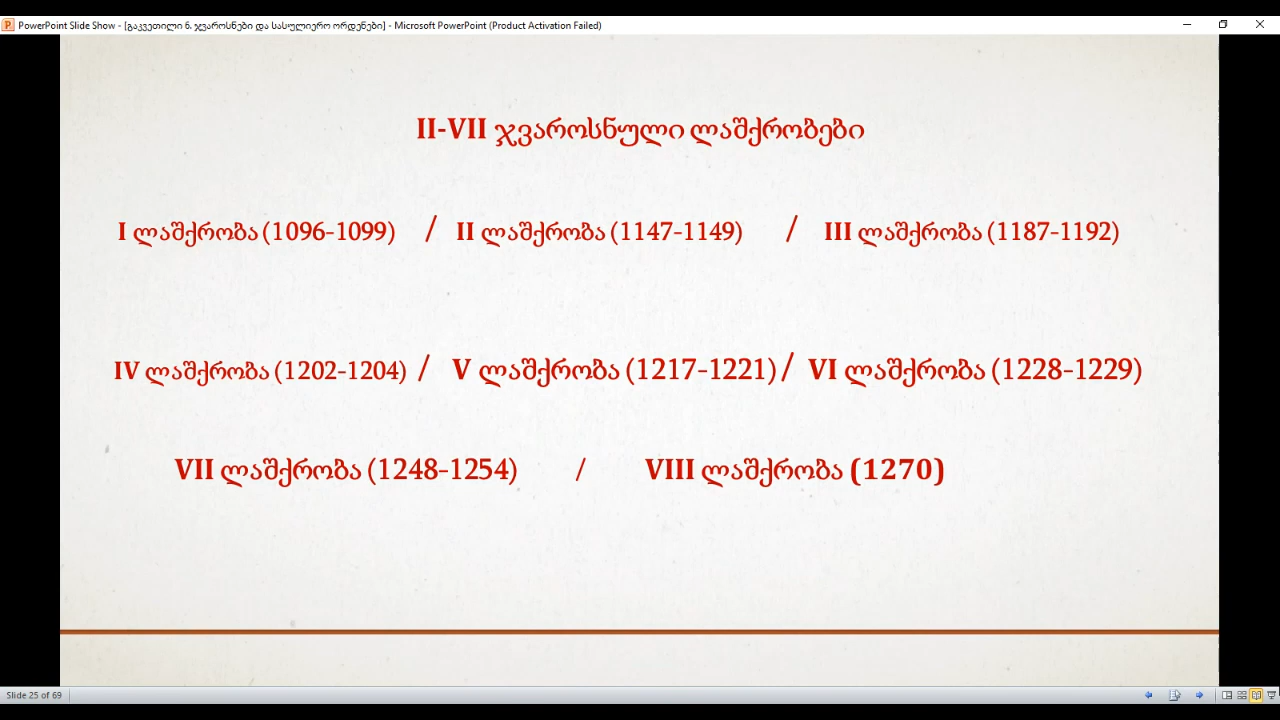 PowerPoint Slide Show - [გაკვეთილი 6. ჯვაროსნები და სასულიერო ორდენები] - Microsoft PowerPoint (Product Activation Failed)
II-VII ჯვაროსნული ლაშქრობები
I ლაშქრობა (1096-1099) / II ლაშქრობა (1147-1149) / III ლაშქრობა (1187-1192)
IV ლაშქრობა (1202-1204) / V ლაშქრობა (1217-1221) / VI ლაშქრობა (1228-1229)
VII ლაშქრობა (1248-1254) / VIII ლაშქრობა (1270)
Slide 25 of 69